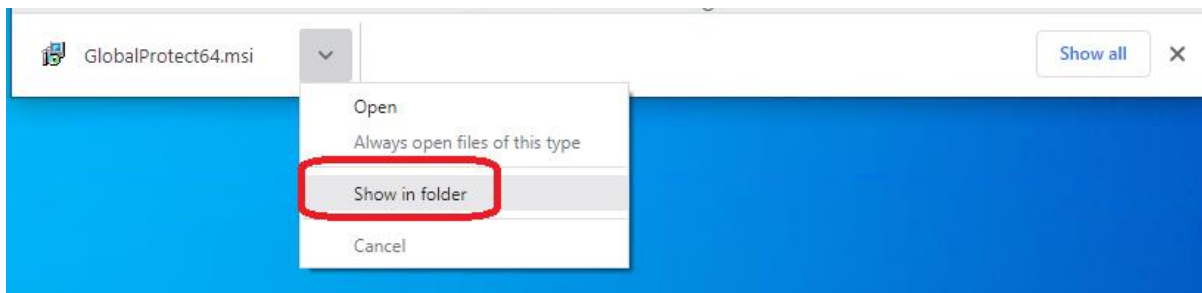 GlobalProtect64.msi
Show all
Open
Always open files of this type
Show in folder
Cancel